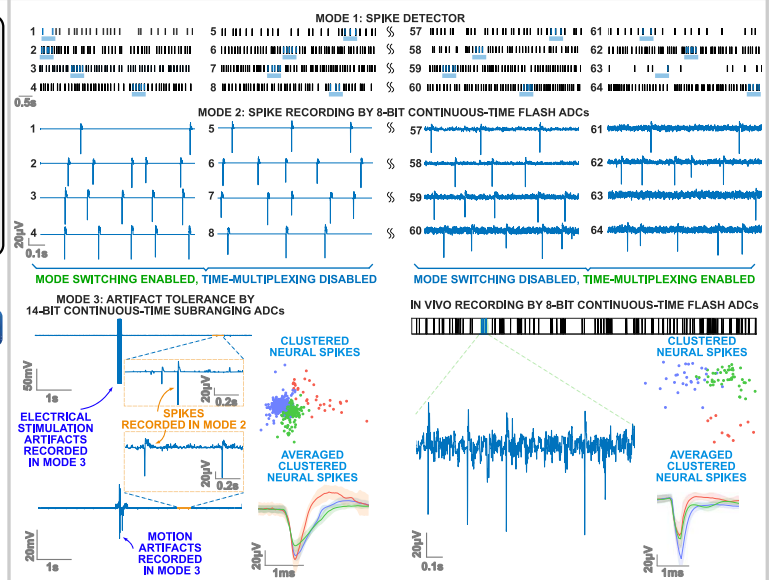 MODE 1: SPIKE DETECTOR
1 5 57 61
2 6 58 62
3 7 59 63
4 8 60 64
0.5s
MODE 2: SPIKE RECORDING BY 8-BIT CONTINUOUS-TIME FLASH ADCs
1 5 57 61
2 6 58 62
3 7 59 63
4 8 60 64
20µV
0.1s
MODE SWITCHING ENABLED, TIME-MULTIPLEXING DISABLED
MODE SWITCHING DISABLED, TIME-MULTIPLEXING ENABLED
MODE 3: ARTIFACT TOLERANCE BY
14-BIT CONTINUOUS-TIME SUBRANGING ADCs
50mV
1s
20µV
0.2s
CLUSTERED
NEURAL SPIKES
ELECTRICAL
STIMULATION
ARTIFACTS
RECORDED
IN MODE 3
SPIKES
RECORDED IN MODE 2
20µV
0.2s
AVERAGED
CLUSTERED
NEURAL SPIKES
20mV
1s
MOTION
ARTIFACTS
RECORDED
IN MODE 3
20µV
1ms
IN VIVO RECORDING BY 8-BIT CONTINUOUS-TIME FLASH ADCs
CLUSTERED
NEURAL SPIKES
AVERAGED
CLUSTERED
NEURAL SPIKES
20µV
0.1s
20µV
1ms